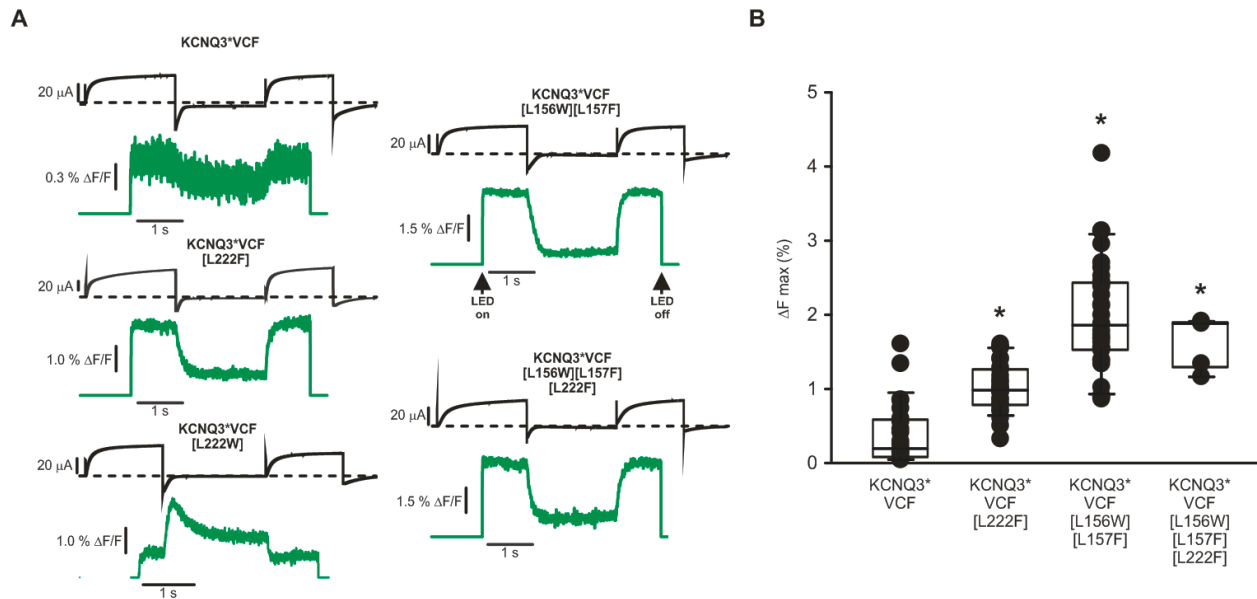 A
KCNQ3*VCF
20 µA
0.3 % ΔF/F
1 s
KCNQ3*VCF
[L222F]
20 µA
1.0 % ΔF/F
1 s
KCNQ3*VCF
[L222W]
20 µA
1.0 % ΔF/F
1 s
KCNQ3*VCF
[L156W][L157F]
20 µA
1.5 % ΔF/F
1 s
LED
on
LED
off
KCNQ3*VCF
[L156W][L157F]
[L222F]
20 µA
1.5 % ΔF/F
1 s
B
ΔF max (%)
5
4
3
2
1
0
*
*
*
KCNQ3*
VCF
KCNQ3*
VCF
[L222F]
KCNQ3*
VCF
[L156W]
[L157F]
KCNQ3*
VCF
[L156W]
[L157F]
[L222F]